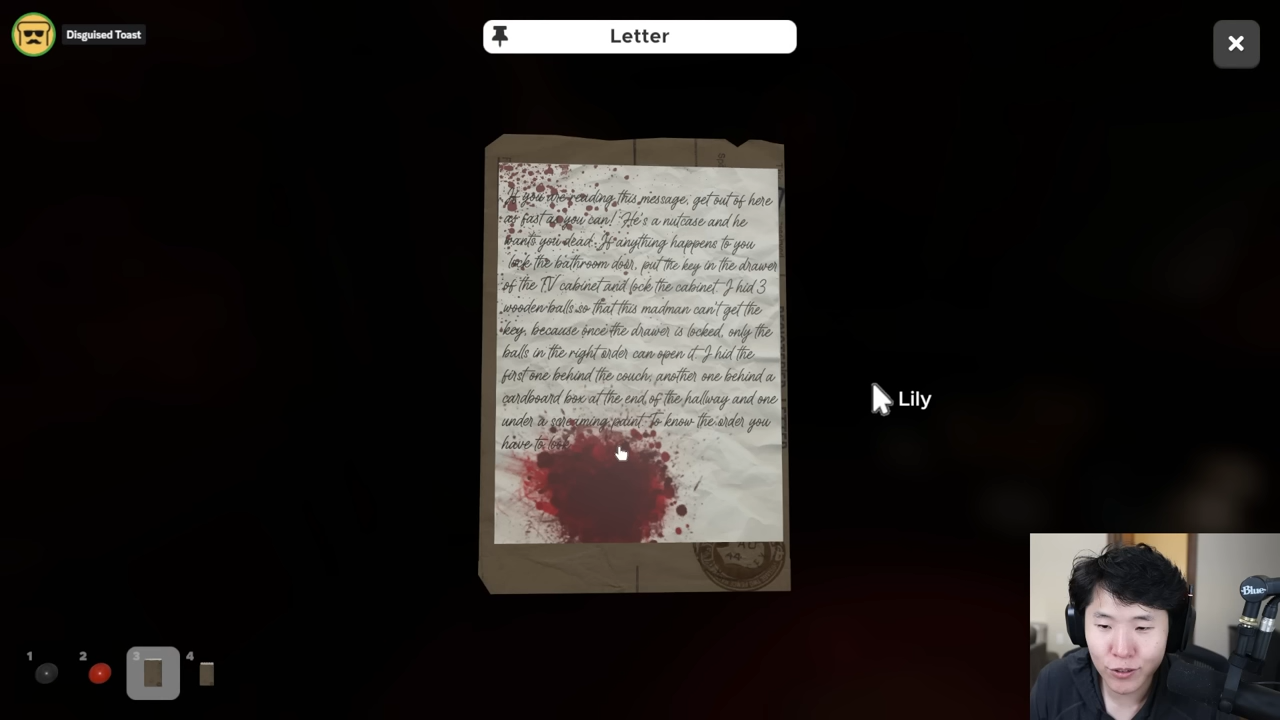 Disguised Toast
Letter
If you are reading this message, get out of here
as fast as you can! He's a nutcase and he
wants you dead. If anything happens to you
lock the bathroom door, put the key in the drawer
of the TV cabinet and lock the cabinet. I hid 3
wooden balls so that this madman can't get the
key, because once the drawer is locked, only the
balls in the right order can open it. I hid the
first one behind the couch, another one behind a
cardboard box at the end of the hallway and one
under a screaming paint. To know the order you
have to look
Lily
1
2
3
4
Blue